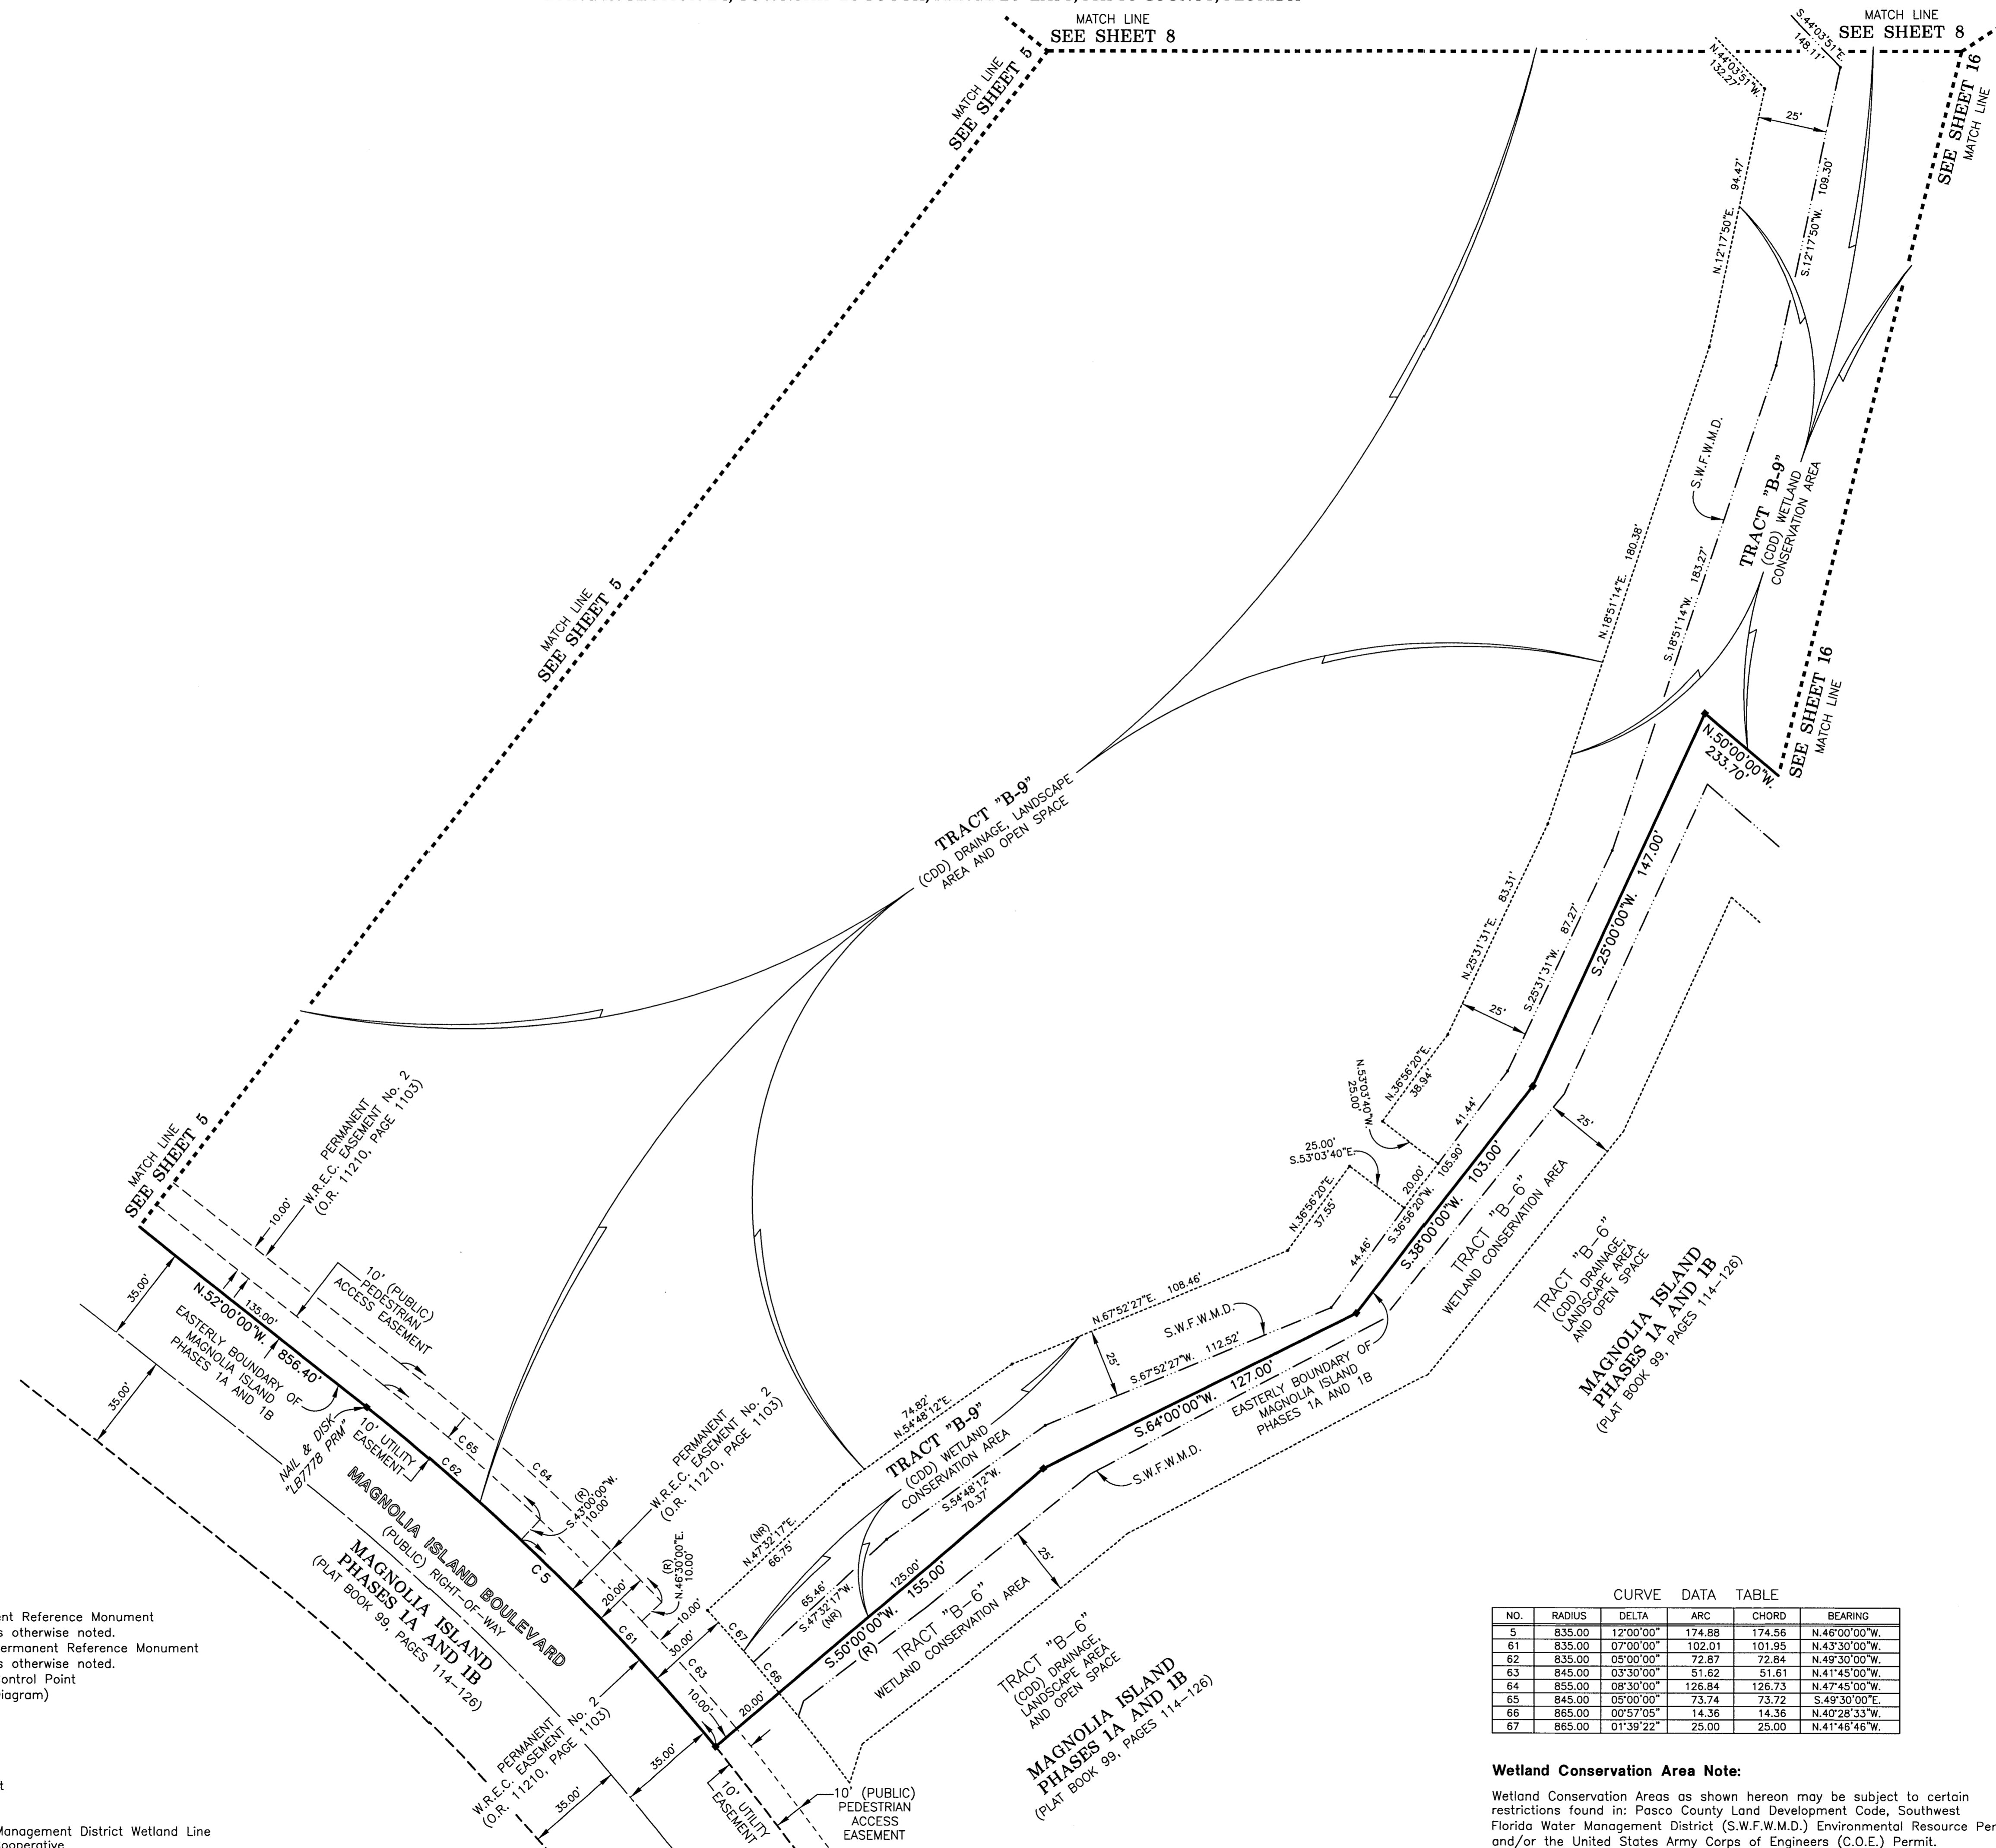 MATCH LINE
SEE SHEET 8
MATCH LINE
SEE SHEET 8
S.44°03'51"E.
148.11'
N.44°03'51"W.
132.27'
MATCH LINE
SEE SHEET 5
SEE SHEET 16
MATCH LINE
25'
N.12°17'50"E. 94.47'
S.12°17'50"W. 109.30'
S.W.F.W.M.D.
TRACT "B-9"
(CDD) WETLAND
CONSERVATION AREA
N.18°51'14"E. 180.38'
S.18°51'14"W. 183.27'
MATCH LINE
SEE SHEET 5
SEE SHEET 16
MATCH LINE
N.50°00'00"W.
233.70'
TRACT "B-9"
(CDD) DRAINAGE, LANDSCAPE
AREA AND OPEN SPACE
S.25°00'00"W. 147.00'
N.25°31'31"E. 83.31'
S.25°31'31"W. 87.27'
25'
N.36°56'20"E.
38.94'
N.53°03'40"W.
25.00'
41.44'
25.00'
S.53°03'40"E.
20.00'
S.36°56'20"W. 105.90'
N.36°56'20"E.
37.55'
44.46'
S.38°00'00"W. 103.00'
25'
TRACT "B-6"
WETLAND CONSERVATION AREA
TRACT "B-6"
(CDD) DRAINAGE,
LANDSCAPE AREA
AND OPEN SPACE
MAGNOLIA ISLAND
PHASES 1A AND 1B
(PLAT BOOK 99, PAGES 114-126)
MATCH LINE
SEE SHEET 5
10.00'
PERMANENT
W.R.E.C. EASEMENT No. 2
(O.R. 11210, PAGE 1103)
10' (PUBLIC)
PEDESTRIAN
ACCESS EASEMENT
35.00'
N.52°00'00"W. 856.40'
135.00'
EASTERLY BOUNDARY OF
MAGNOLIA ISLAND
PHASES 1A AND 1B
35.00'
NAIL & DISK
"LB7778 PRM"
10' UTILITY
EASEMENT
C 62
C 65
C 64
(R)
S.43°00'00"W.
10.00'
PERMANENT
W.R.E.C. EASEMENT No. 2
(O.R. 11210, PAGE 1103)
N.67°52'27"E. 108.46'
S.W.F.W.M.D.
25'
S.67°52'27"W. 112.52'
S.64°00'00"W. 127.00'
EASTERLY BOUNDARY OF
MAGNOLIA ISLAND
PHASES 1A AND 1B
S.W.F.W.M.D.
74.82'
N.54°48'12"E.
TRACT "B-9"
(CDD) WETLAND
CONSERVATION AREA
S.54°48'12"W.
70.37'
(NR)
N.47°32'17"E.
66.75'
65.46'
S.47°32'17"W.
(NR)
125.00'
S.50°00'00"W. 155.00'
(R)
25'
TRACT "B-6"
WETLAND CONSERVATION AREA
TRACT "B-6"
(CDD) DRAINAGE,
LANDSCAPE AREA
AND OPEN SPACE
MAGNOLIA ISLAND
PHASES 1A AND 1B
(PLAT BOOK 99, PAGES 114-126)
MAGNOLIA ISLAND BOULEVARD
(PUBLIC) RIGHT-OF-WAY
MAGNOLIA ISLAND
PHASES 1A AND 1B
(PLAT BOOK 99, PAGES 114-126)
C 5
20.00'
(R)
N.46°30'00"E.
10.00'
10.00'
30.00'
C 61
C 67
C 66
C 63
10.00'
20.00'
PERMANENT
W.R.E.C. EASEMENT No. 2
(O.R. 11210, PAGE 1103)
35.00'
35.00'
10' UTILITY
EASEMENT
10' (PUBLIC)
PEDESTRIAN
ACCESS
EASEMENT
ent Reference Monument
s otherwise noted.
ermanent Reference Monument
s otherwise noted.
ontrol Point
iagram)
t
Management District Wetland Line
ooperative
CURVE DATA TABLE
NO. RADIUS DELTA ARC CHORD BEARING
5 835.00 12°00'00" 174.88 174.56 N.46°00'00"W.
61 835.00 07°00'00" 102.01 101.95 N.43°30'00"W.
62 835.00 05°00'00" 72.87 72.84 N.49°30'00"W.
63 845.00 03°30'00" 51.62 51.61 N.41°45'00"W.
64 855.00 08°30'00" 126.84 126.73 N.47°45'00"W.
65 845.00 05°00'00" 73.74 73.72 S.49°30'00"E.
66 865.00 00°57'05" 14.36 14.36 N.40°28'33"W.
67 865.00 01°39'22" 25.00 25.00 N.41°46'46"W.
Wetland Conservation Area Note:
Wetland Conservation Areas as shown hereon may be subject to certain
restrictions found in: Pasco County Land Development Code, Southwest
Florida Water Management District (S.W.F.W.M.D.) Environmental Resource Per
and/or the United States Army Corps of Engineers (C.O.E.) Permit.